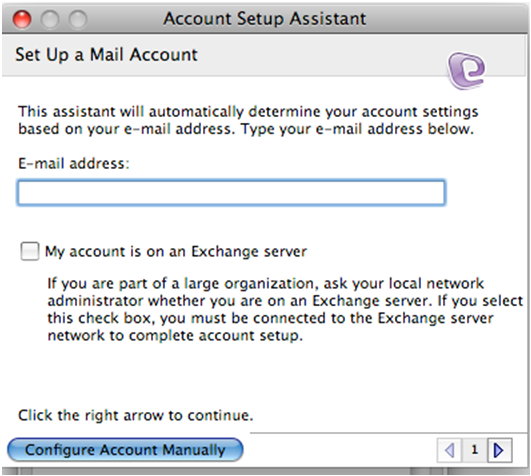 Account Setup Assistant
Set Up a Mail Account
This assistant will automatically determine your account settings
based on your e-mail address. Type your e-mail address below.
E-mail address:
My account is on an Exchange server
If you are part of a large organization, ask your local network
administrator whether you are on an Exchange server. If you select
this check box, you must be connected to the Exchange server
network to complete account setup.
Click the right arrow to continue.
Configure Account Manually
1